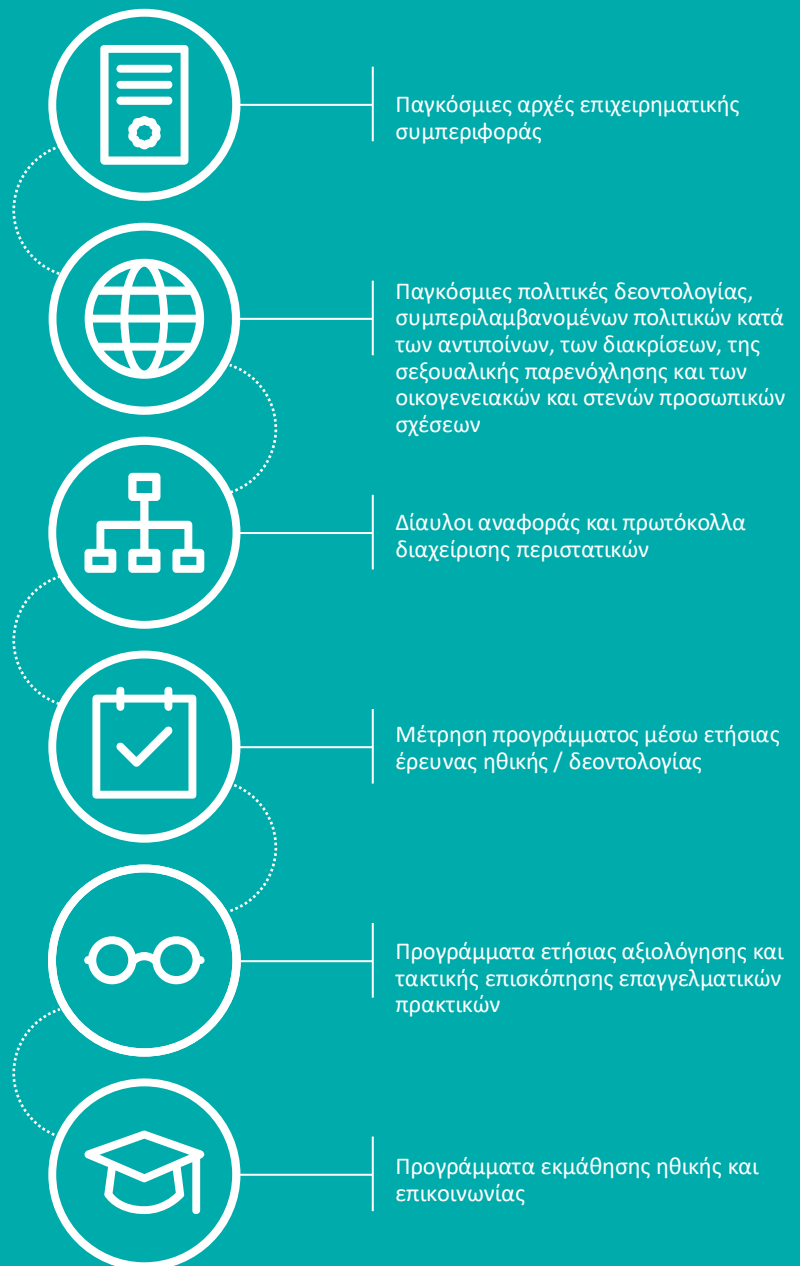 Παγκόσμιες αρχές επιχειρηματικής
συμπεριφοράς
Παγκόσμιες πολιτικές δεοντολογίας,
συμπεριλαμβανομένων πολιτικών κατά
των αντιποίνων, των διακρίσεων, της
σεξουαλικής παρενόχλησης και των
οικογενειακών και στενών προσωπικών
σχέσεων
Δίαυλοι αναφοράς και πρωτόκολλα
διαχείρισης περιστατικών
Μέτρηση προγράμματος μέσω ετήσιας
έρευνας ηθικής / δεοντολογίας
Προγράμματα ετήσιας αξιολόγησης και
τακτικής επισκόπησης επαγγελματικών
πρακτικών
Προγράμματα εκμάθησης ηθικής και
επικοινωνίας